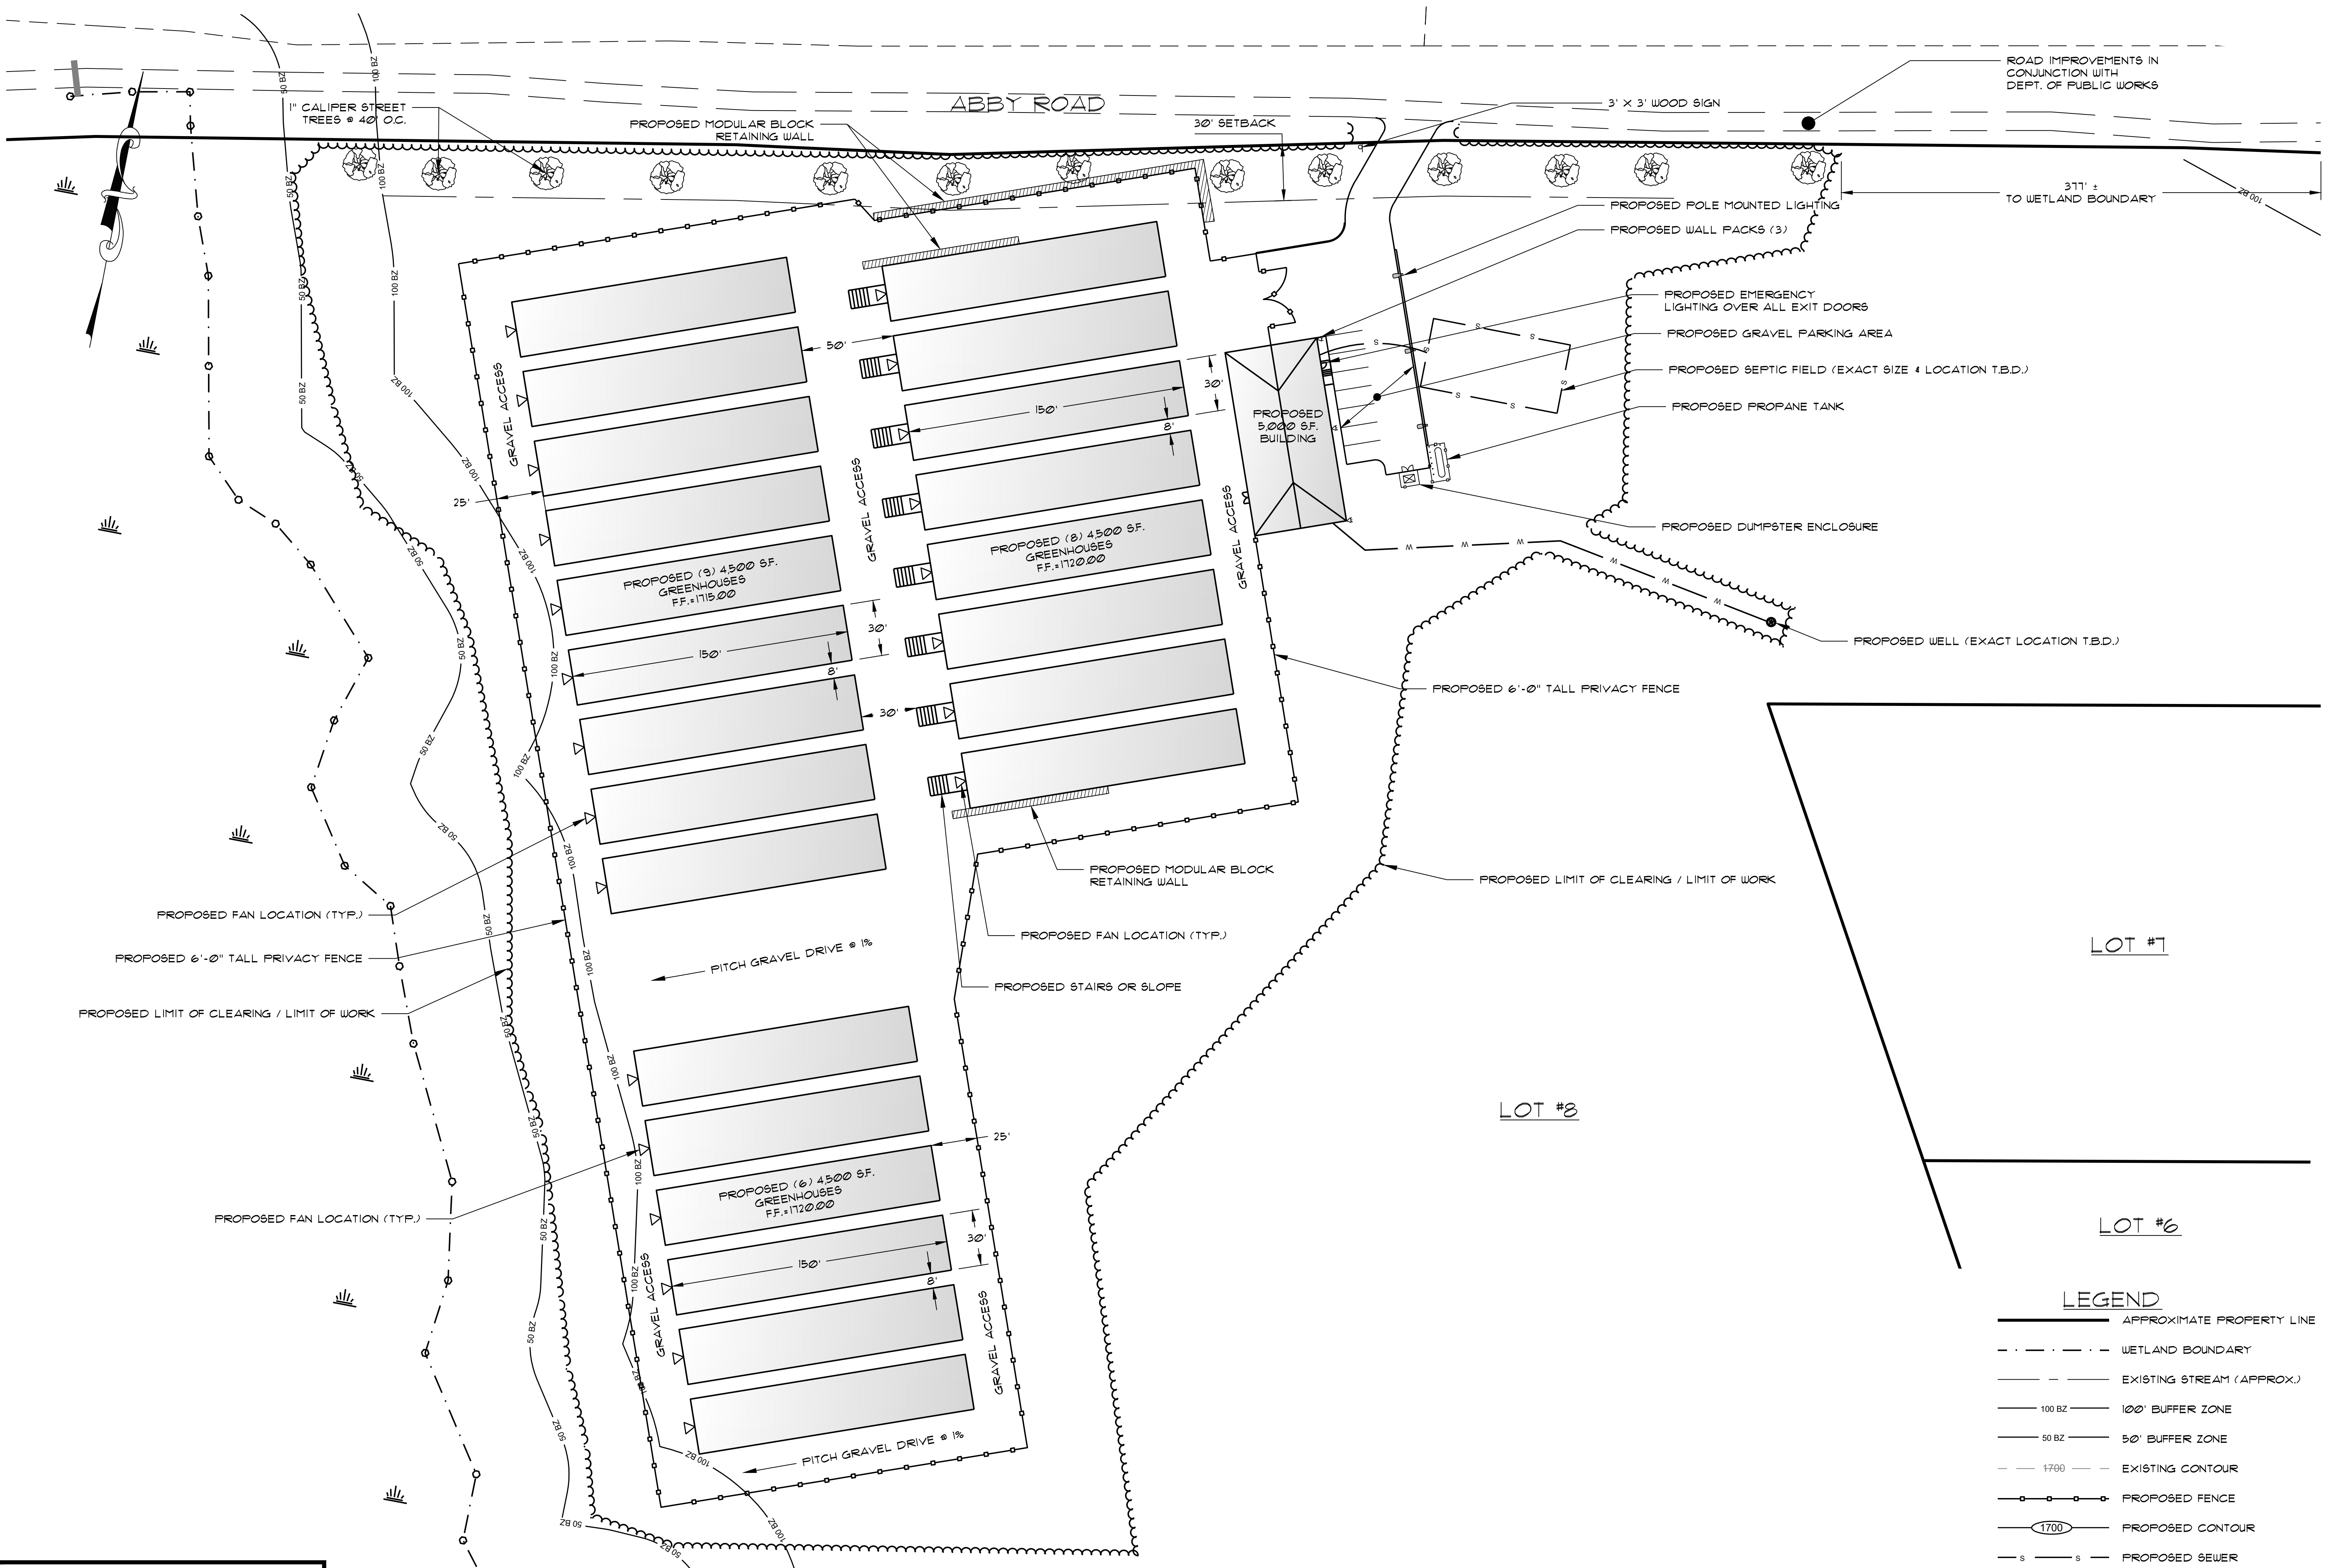 ROAD IMPROVEMENTS IN
CONJUNCTION WITH
DEPT. OF PUBLIC WORKS
ABBY ROAD
1" CALIPER STREET
TREES @ 40' O.C.
PROPOSED MODULAR BLOCK
RETAINING WALL
30' SETBACK
3' X 3' WOOD SIGN
377' ±
TO WETLAND BOUNDARY
PROPOSED POLE MOUNTED LIGHTING
PROPOSED WALL PACKS (3)
PROPOSED EMERGENCY
LIGHTING OVER ALL EXIT DOORS
PROPOSED GRAVEL PARKING AREA
PROPOSED SEPTIC FIELD (EXACT SIZE & LOCATION T.B.D.)
PROPOSED PROPANE TANK
PROPOSED DUMPSTER ENCLOSURE
PROPOSED WELL (EXACT LOCATION T.B.D.)
50 BZ
100 BZ
50'
30'
150'
8'
PROPOSED
5,000 S.F.
BUILDING
GRAVEL ACCESS
25'
GRAVEL ACCESS
GRAVEL ACCESS
PROPOSED (9) 4,500 S.F.
GREENHOUSES
F.F.=1715.00
PROPOSED (8) 4,500 S.F.
GREENHOUSES
F.F.=1720.00
30'
150'
8'
30'
PROPOSED 6'-0" TALL PRIVACY FENCE
PROPOSED MODULAR BLOCK
RETAINING WALL
PROPOSED LIMIT OF CLEARING / LIMIT OF WORK
PROPOSED FAN LOCATION (TYP.)
PROPOSED FAN LOCATION (TYP.)
PROPOSED 6'-0" TALL PRIVACY FENCE
PITCH GRAVEL DRIVE @ 1%
PROPOSED STAIRS OR SLOPE
PROPOSED LIMIT OF CLEARING / LIMIT OF WORK
LOT #7
LOT #8
25'
PROPOSED (6) 4,500 S.F.
GREENHOUSES
F.F.=1720.00
PROPOSED FAN LOCATION (TYP.)
30'
150'
8'
GRAVEL ACCESS
GRAVEL ACCESS
PITCH GRAVEL DRIVE @ 1%
LOT #6
LEGEND
APPROXIMATE PROPERTY LINE
WETLAND BOUNDARY
EXISTING STREAM (APPROX.)
100 BZ 100' BUFFER ZONE
50 BZ 50' BUFFER ZONE
1700 EXISTING CONTOUR
PROPOSED FENCE
1700 PROPOSED CONTOUR
S S PROPOSED SEWER